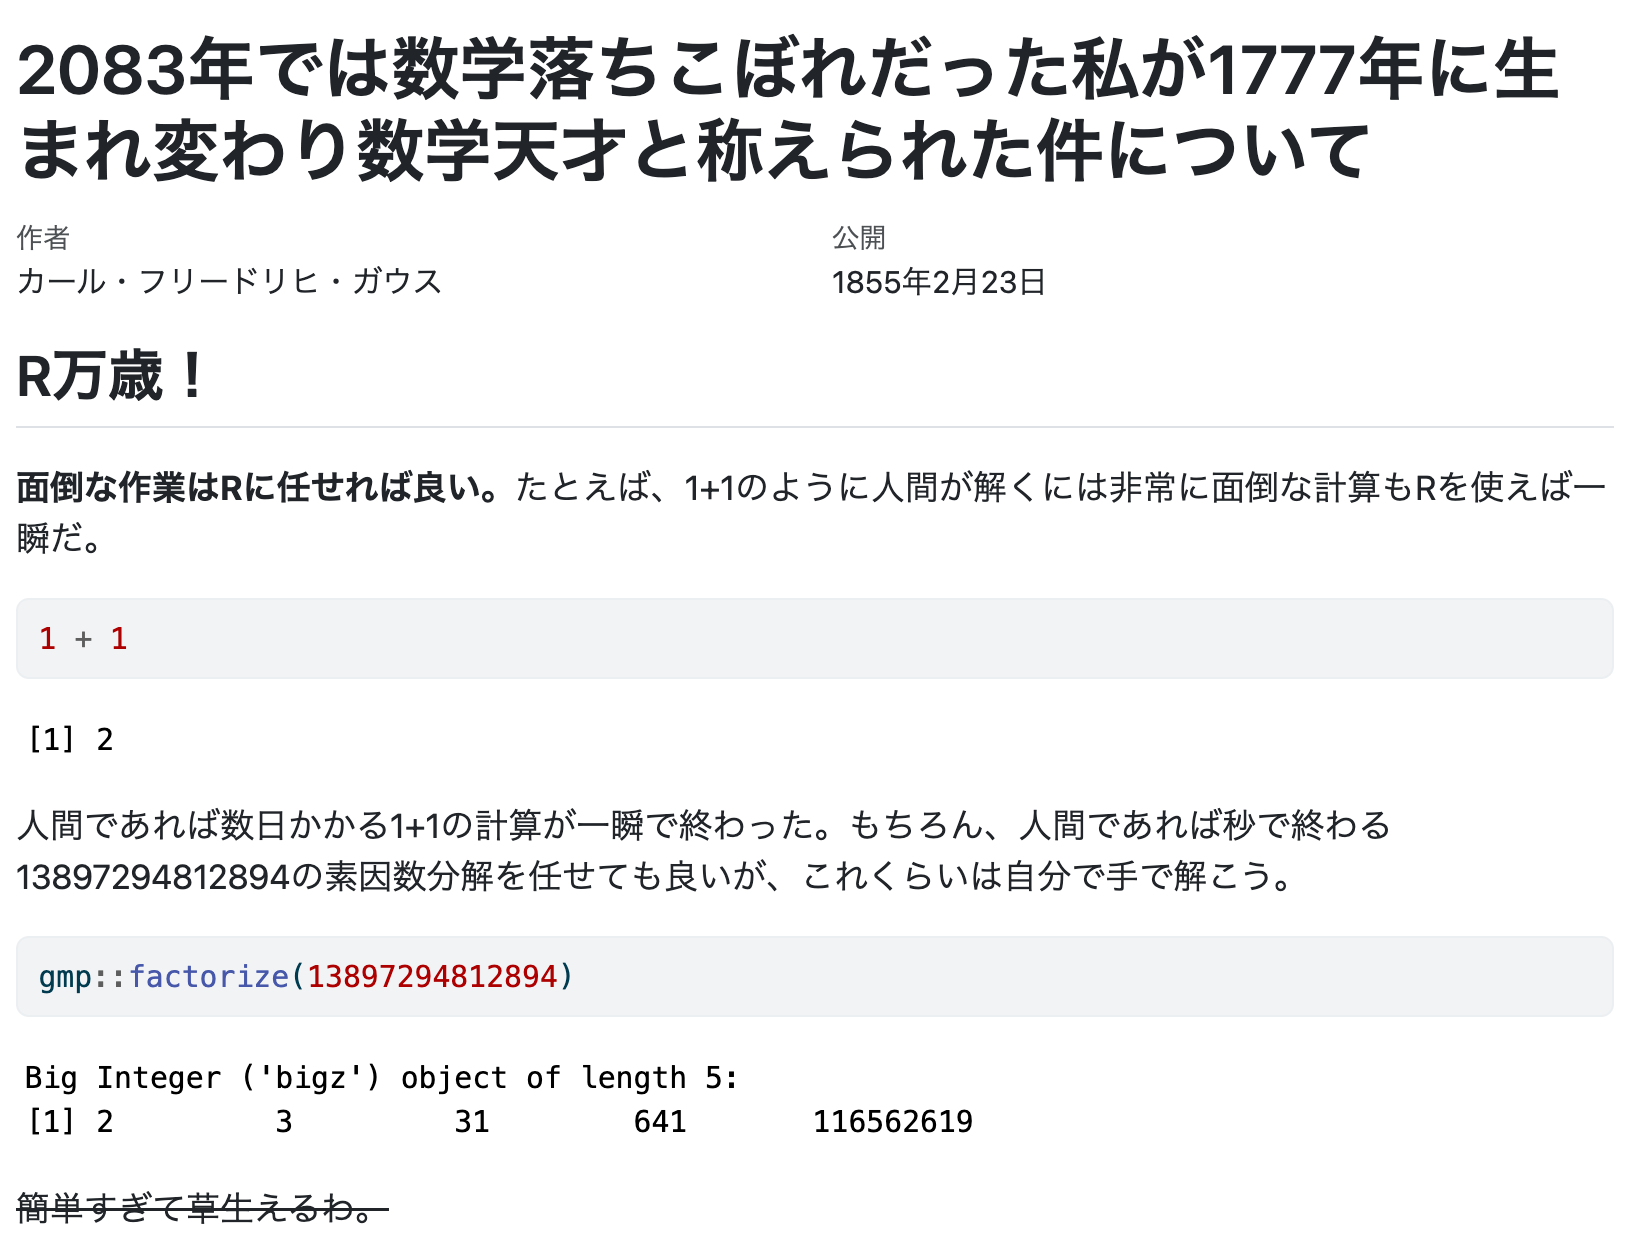 2083年では数学落ちこぼれだった私が1777年に生
まれ変わり数学天才と称えられた件について
作者
公開
カール・フリードリヒ・ガウス
1855年2月23日
R万歳！
面倒な作業はRに任せれば良い。たとえば、1+1のように人間が解くには非常に面倒な計算もRを使えば一
瞬だ。
1 + 1
[1] 2
人間であれば数日かかる1+1の計算が一瞬で終わった。もちろん、人間であれば秒で終わる
13897294812894の素因数分解を任せても良いが、これくらいは自分で手で解こう。
gmp::factorize(13897294812894)
Big Integer ('bigz') object of length 5:
[1] 2         3         31        641       116562619
簡単すぎて草生えるわ。